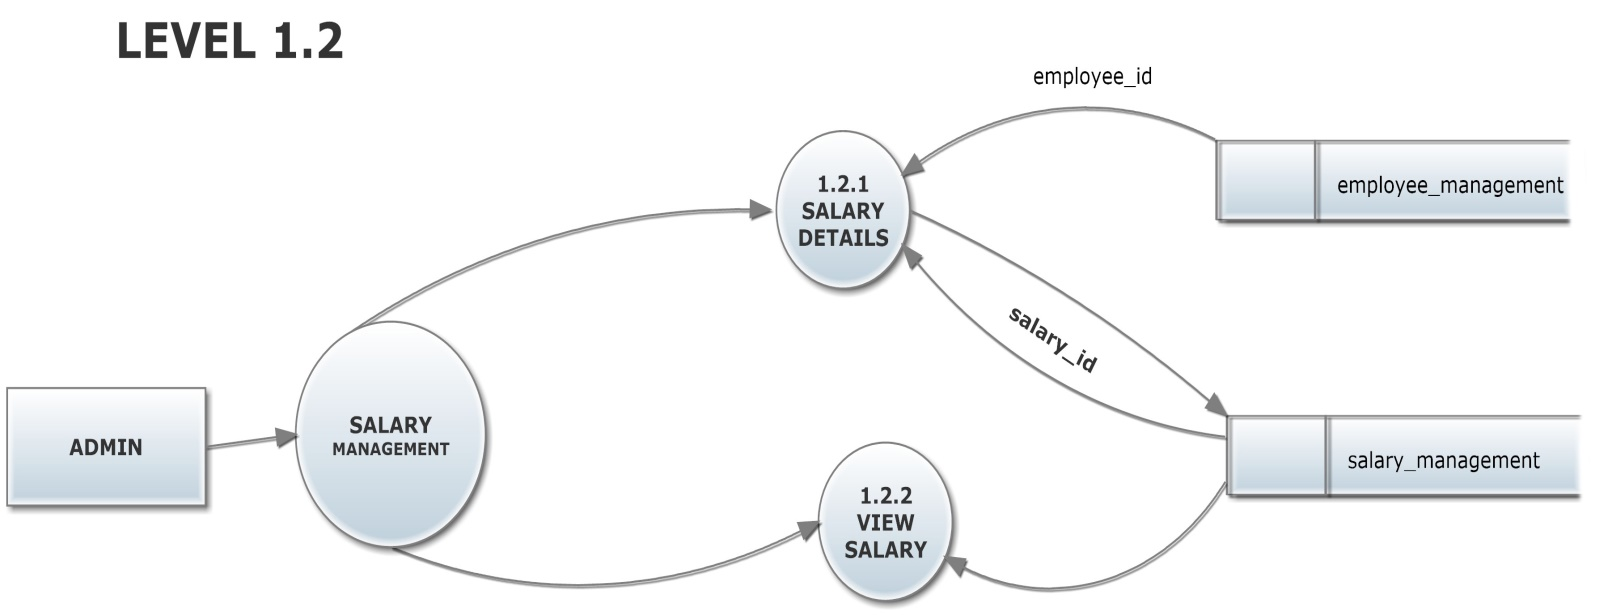 LEVEL 1.2
employee_id
1.2.1
SALARY
DETAILS
employee_management
salary_id
ADMIN
SALARY
MANAGEMENT
salary_management
1.2.2
VIEW
SALARY